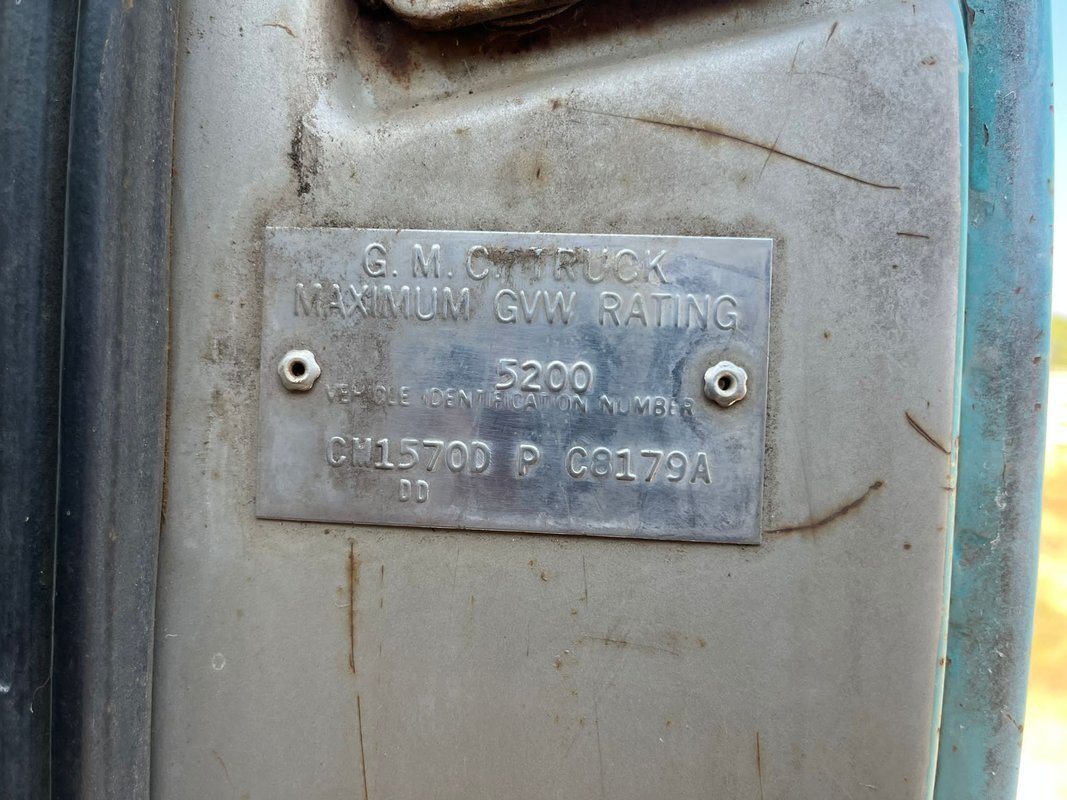 G. M. C. TRUCK
MAXIMUM GVW RATING
5200
VEHICLE IDENTIFICATION NUMBER
CM1570D P C8179A
DD